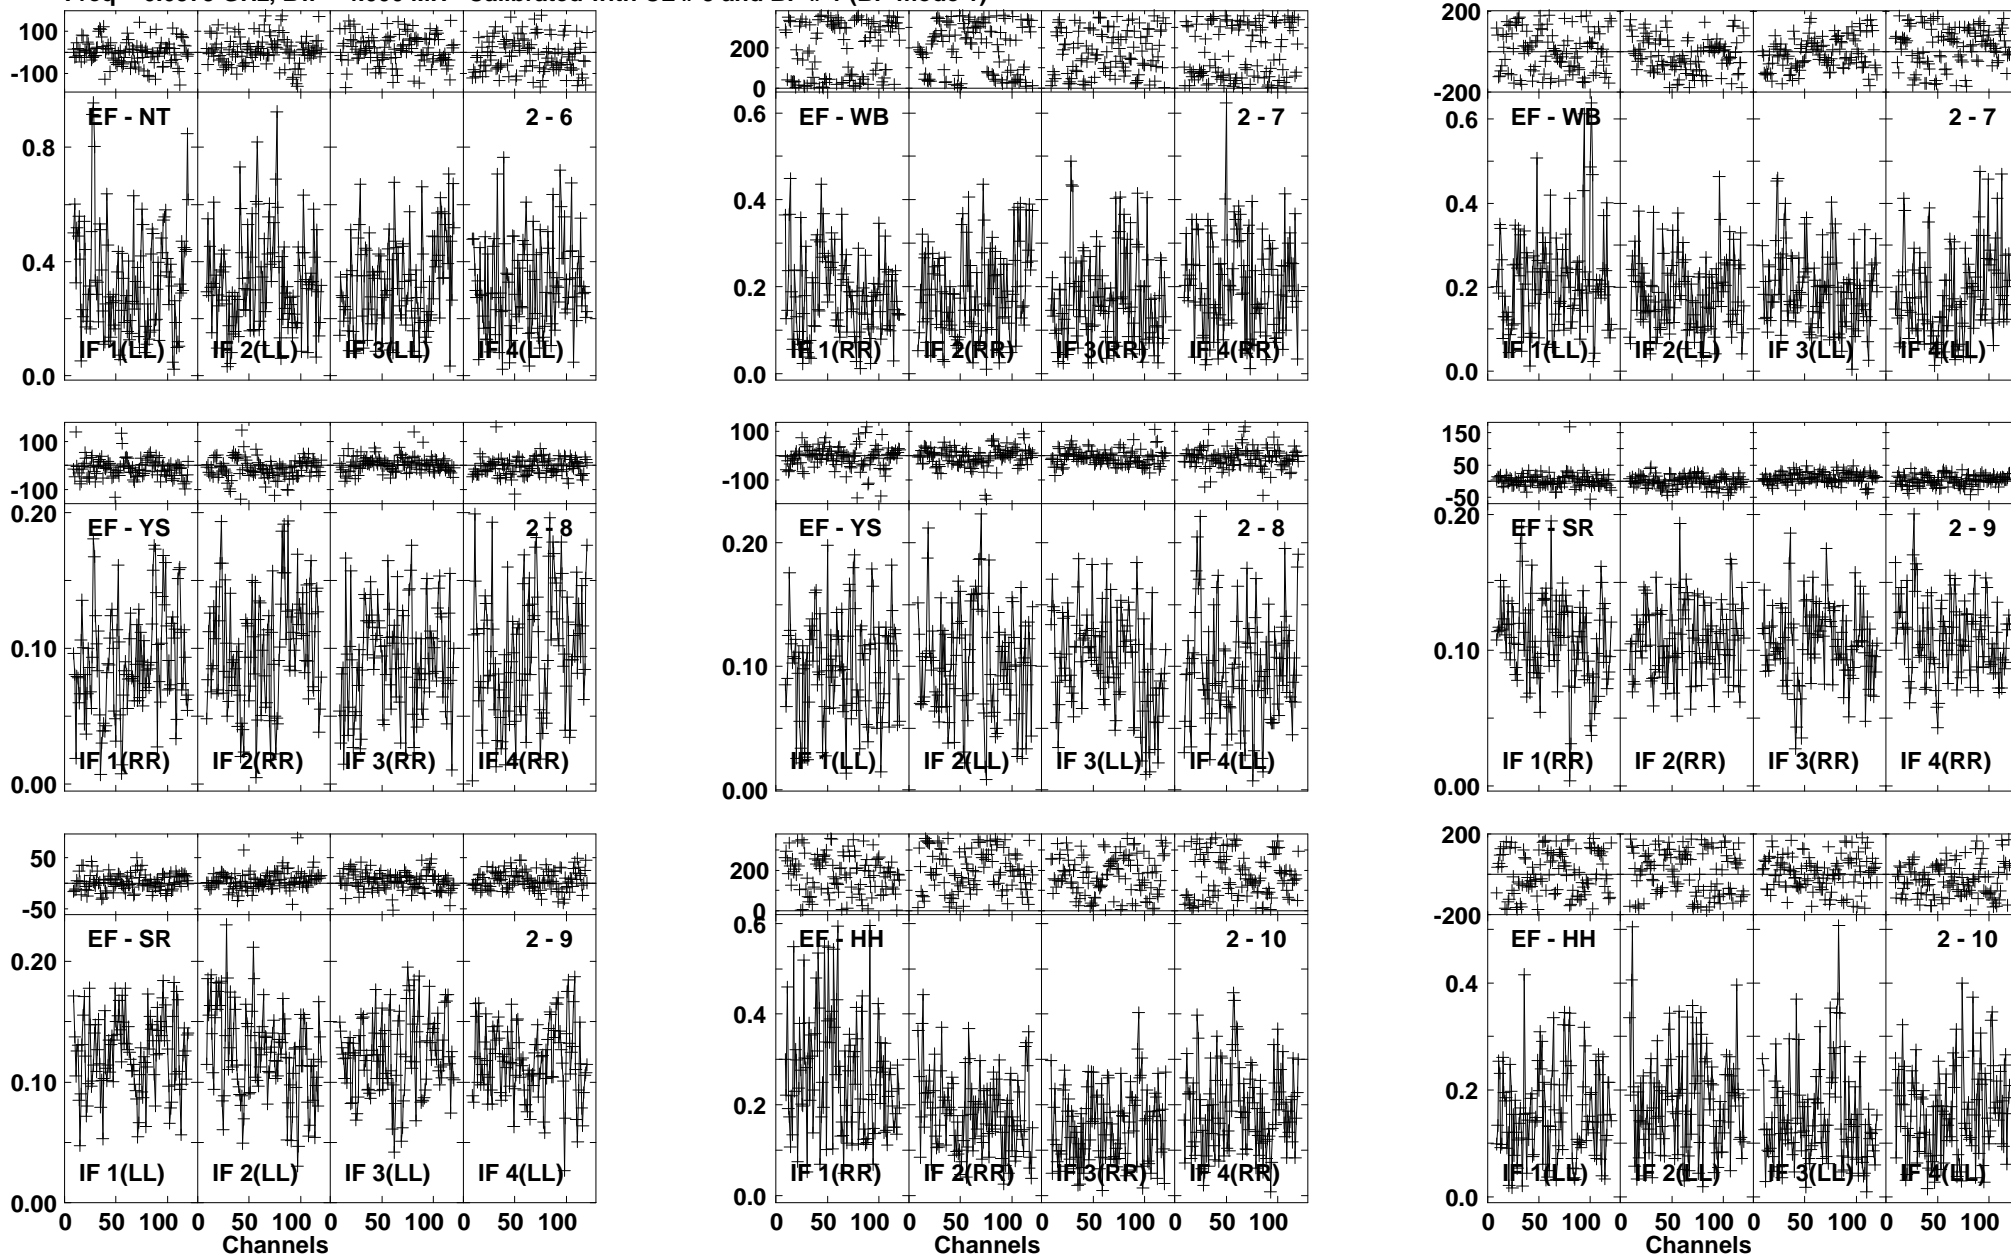 100
-100
EF - NT 2 - 6
0.8
0.4
0.0
IF 1(LL) IF 2(LL) IF 3(LL) IF 4(LL)
200
0
EF - WB 2 - 7
0.6
0.4
0.2
0.0
IF 1(RR) IF 2(RR) IF 3(RR) IF 4(RR)
200
-200
EF - WB 2 - 7
0.6
0.4
0.2
0.0
IF 1(LL) IF 2(LL) IF 3(LL) IF 4(LL)
100
-100
EF - YS 2 - 8
0.20
0.10
0.00
IF 1(RR) IF 2(RR) IF 3(RR) IF 4(RR)
100
-100
EF - YS 2 - 8
0.20
0.10
0.00
IF 1(LL) IF 2(LL) IF 3(LL) IF 4(LL)
150
50
-50
EF - SR 2 - 9
0.20
0.10
0.00
IF 1(RR) IF 2(RR) IF 3(RR) IF 4(RR)
50
-50
EF - SR 2 - 9
0.20
0.10
0.00
IF 1(LL) IF 2(LL) IF 3(LL) IF 4(LL)
0 50 100 0 50 100 0 50 100 0 50 100
Channels
200
0
EF - HH 2 - 10
0.6
0.4
0.2
0.0
IF 1(RR) IF 2(RR) IF 3(RR) IF 4(RR)
0 50 100 0 50 100 0 50 100 0 50 100
Channels
200
-200
EF - HH 2 - 10
0.4
0.2
0.0
IF 1(LL) IF 2(LL) IF 3(LL) IF 4(LL)
0 50 100 0 50 100 0 50 100 0 50 100
Channels